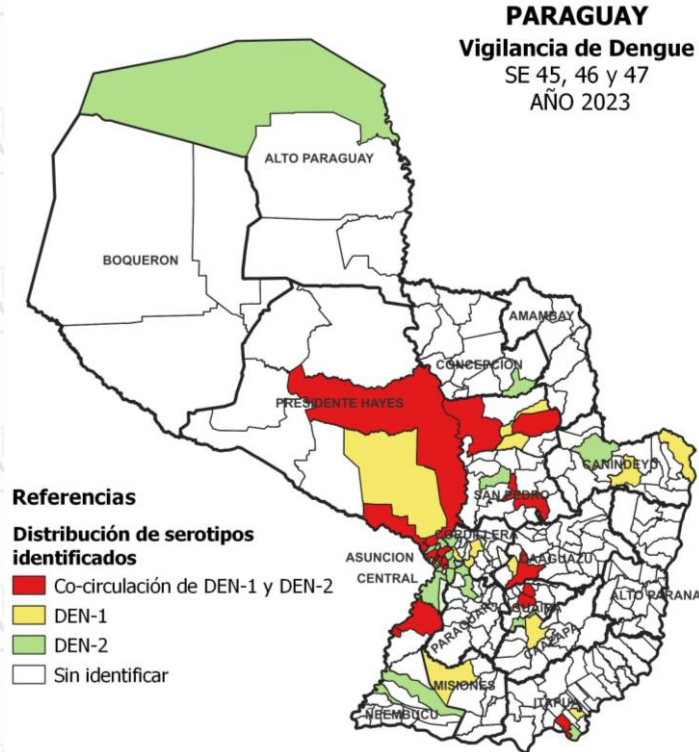 PARAGUAY
Vigilancia de Dengue
SE 45, 46 y 47
AÑO 2023
ALTO PARAGUAY
BOQUERON
AMAMBAY
CONCEPCION
PRESIDENTE HAYES
CANINDEYU
SAN PEDRO
Referencias
Distribución de serotipos
identificados
Co-circulación de DEN-1 y DEN-2
DEN-1
DEN-2
Sin identificar
CORDILLERA
ASUNCION
CAAGUAZU
CENTRAL
ALTO PARANA
GUAIRA
PARAGUARI
CAAZAPA
MISIONES
ITAPUA
ÑEEMBUCU